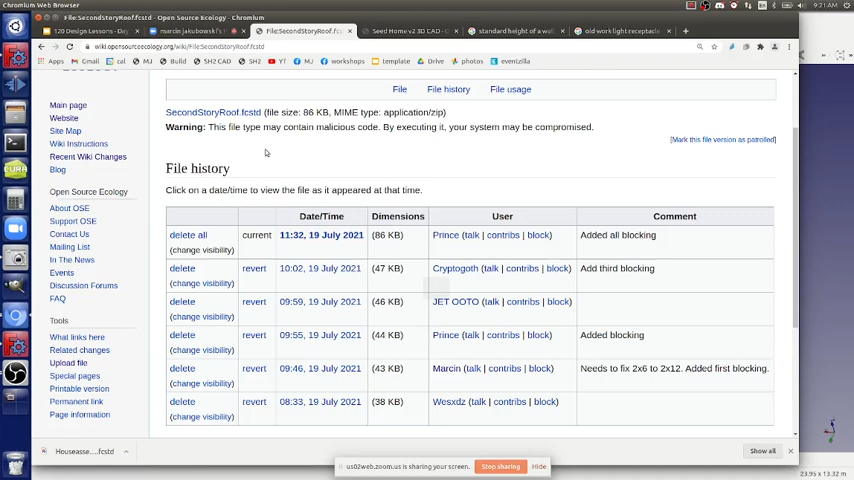 Chromium Web Browser
9:21 AM
File:SecondStoryRoof.fcstd - Open Source Ecology - Chromium
120 Design Lessons - Da
marcin jakubowski's
File:SecondStoryRoof.fcst
Seed Home v2 3D CAD -
standard height of a wall
old work light receptacle
wiki.opensourceecology.org/wiki/File:SecondStoryRoof.fcstd
Apps
Gmail
cal
MJ
Build
SH2 CAD
SH2
YT
MJ
workshops
template
Drive
photos
eventzilla
File
File history
File usage
SecondStoryRoof.fcstd (file size: 86 KB, MIME type: application/zip)
Warning: This file type may contain malicious code. By executing it, your system may be compromised.
[Mark this file version as patrolled]
Main page
Website
Site Map
Wiki Instructions
Recent Wiki Changes
Blog
Open Source Ecology
About OSE
Support OSE
Contact Us
Mailing List
In The News
Events
Discussion Forums
FAQ
Tools
What links here
Related changes
Upload file
Special pages
Printable version
Permanent link
Page information
File history
Click on a date/time to view the file as it appeared at that time.
Date/Time Dimensions User Comment
delete all current 11:32, 19 July 2021 (86 KB) Prince (talk | contribs | block) Added all blocking
(change visibility)
delete revert 10:02, 19 July 2021 (47 KB) Cryptogoth (talk | contribs | block) Add third blocking
(change visibility)
delete revert 09:59, 19 July 2021 (46 KB) JET OOTO (talk | contribs | block)
(change visibility)
delete revert 09:55, 19 July 2021 (44 KB) Prince (talk | contribs | block) Added blocking
(change visibility)
delete revert 09:46, 19 July 2021 (43 KB) Marcin (talk | contribs | block) Needs to fix 2x6 to 2x12. Added first blocking.
(change visibility)
delete revert 08:33, 19 July 2021 (38 KB) Wesxdz (talk | contribs | block)
(change visibility)
Houseasse....fcstd
Show all
us02web.zoom.us is sharing your screen.
Stop sharing
Hide
23.95 x 13.32 m